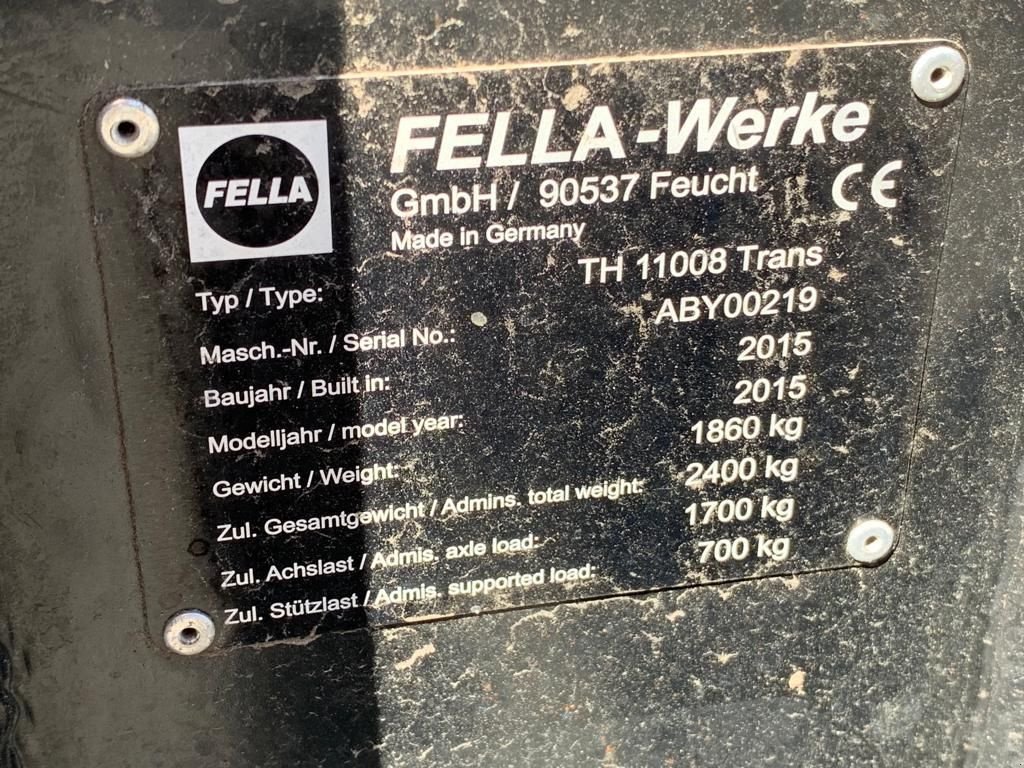 FELLA
FELLA-Werke
GmbH / 90537 Feucht
Made in Germany
CE
Typ / Type: TH 11008 Trans
Masch.-Nr. / Serial No.: ABY00219
Baujahr / Built in: 2015
Modelljahr / model year: 2015
Gewicht / Weight: 1860 kg
Zul. Gesamtgewicht / Admins. total weight: 2400 kg
Zul. Achslast / Admis. axle load: 1700 kg
Zul. Stützlast / Admis. supported load: 700 kg